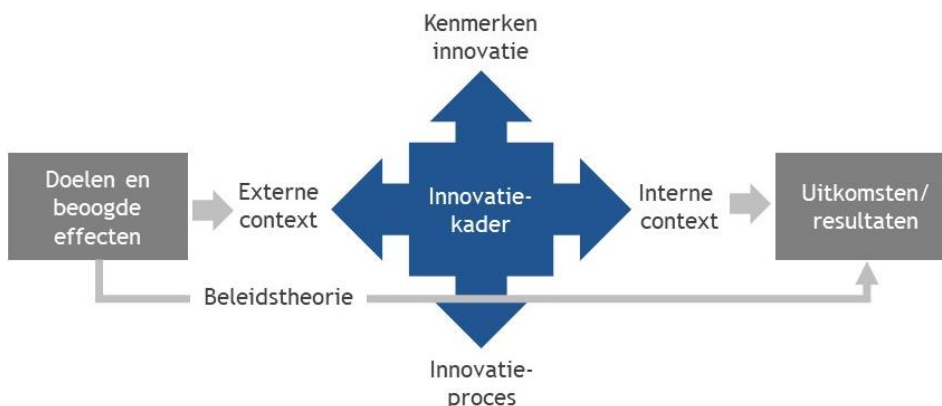 Kenmerken
innovatie
Doelen en
beoogde
effecten
Externe
context
Innovatie-
kader
Interne
context
Uitkomsten/
resultaten
Beleidstheorie
Innovatie-
proces